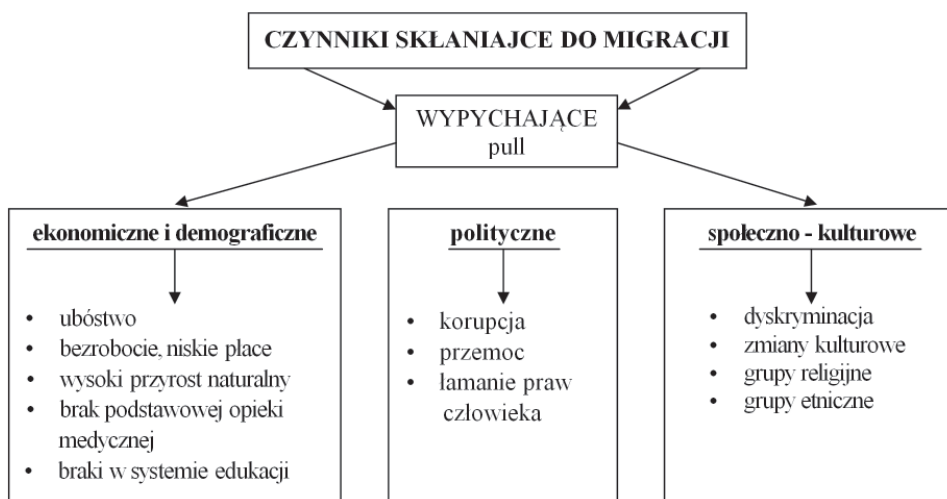 CZYNNIKI SKŁANIAJCE DO MIGRACJI
WYPYCHAJĄCE
pull
ekonomiczne i demograficzne
• ubóstwo
• bezrobocie, niskie płace
• wysoki przyrost naturalny
• brak podstawowej opieki
medycznej
• braki w systemie edukacji
polityczne
• korupcja
• przemoc
• łamanie praw
człowieka
społeczno - kulturowe
• dyskryminacja
• zmiany kulturowe
• grupy religijne
• grupy etniczne